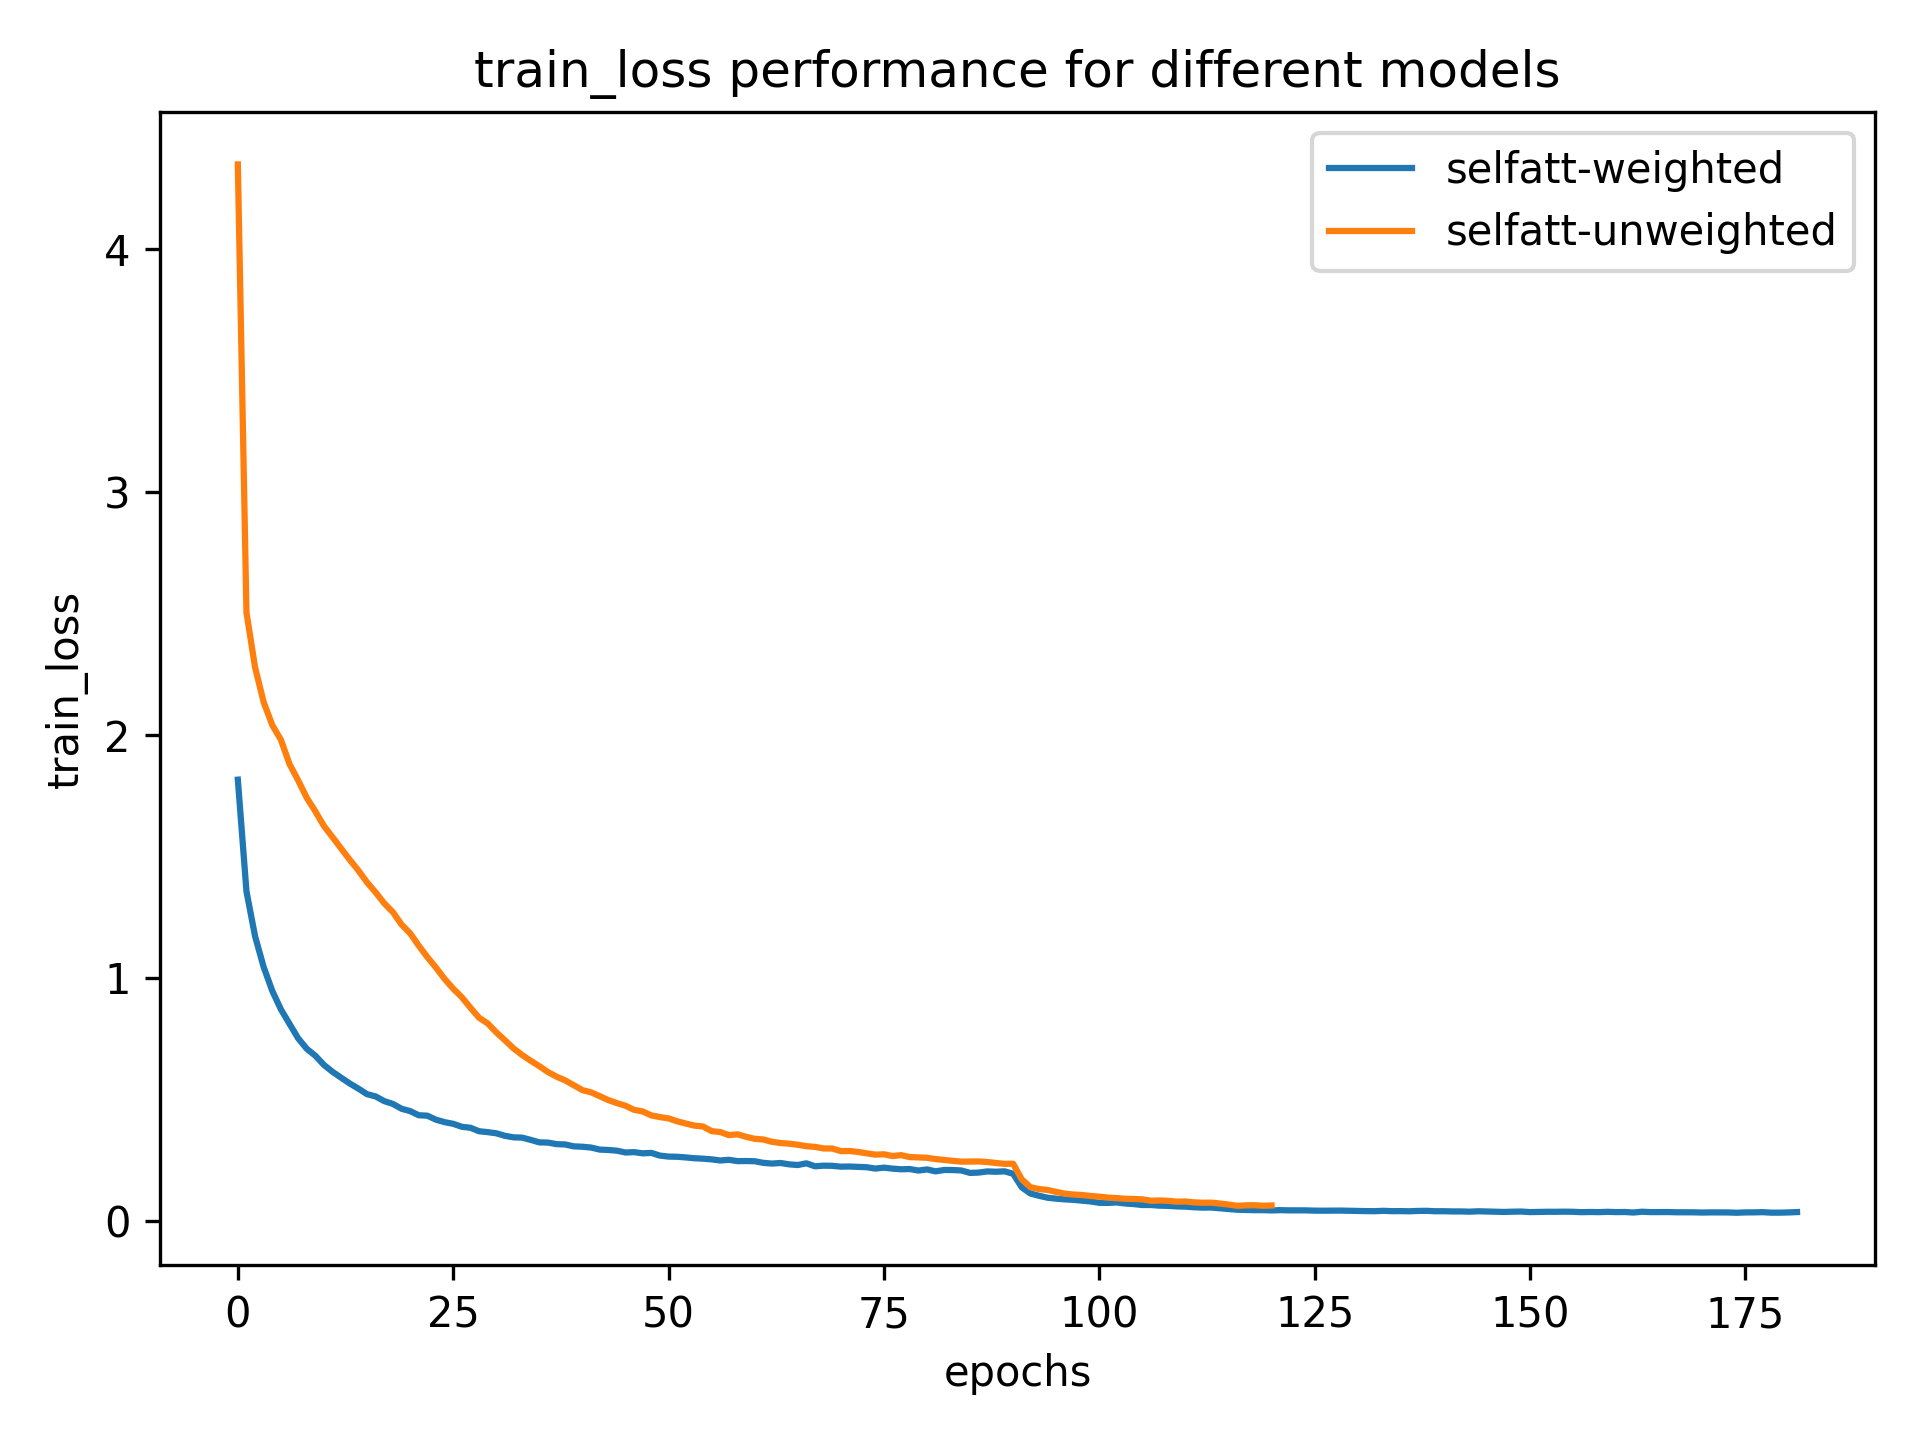 train_loss performance for different models
selfatt-weighted
selfatt-unweighted
4
3
2
1
0
train_loss
0 25 50 75 100 125 150 175
epochs